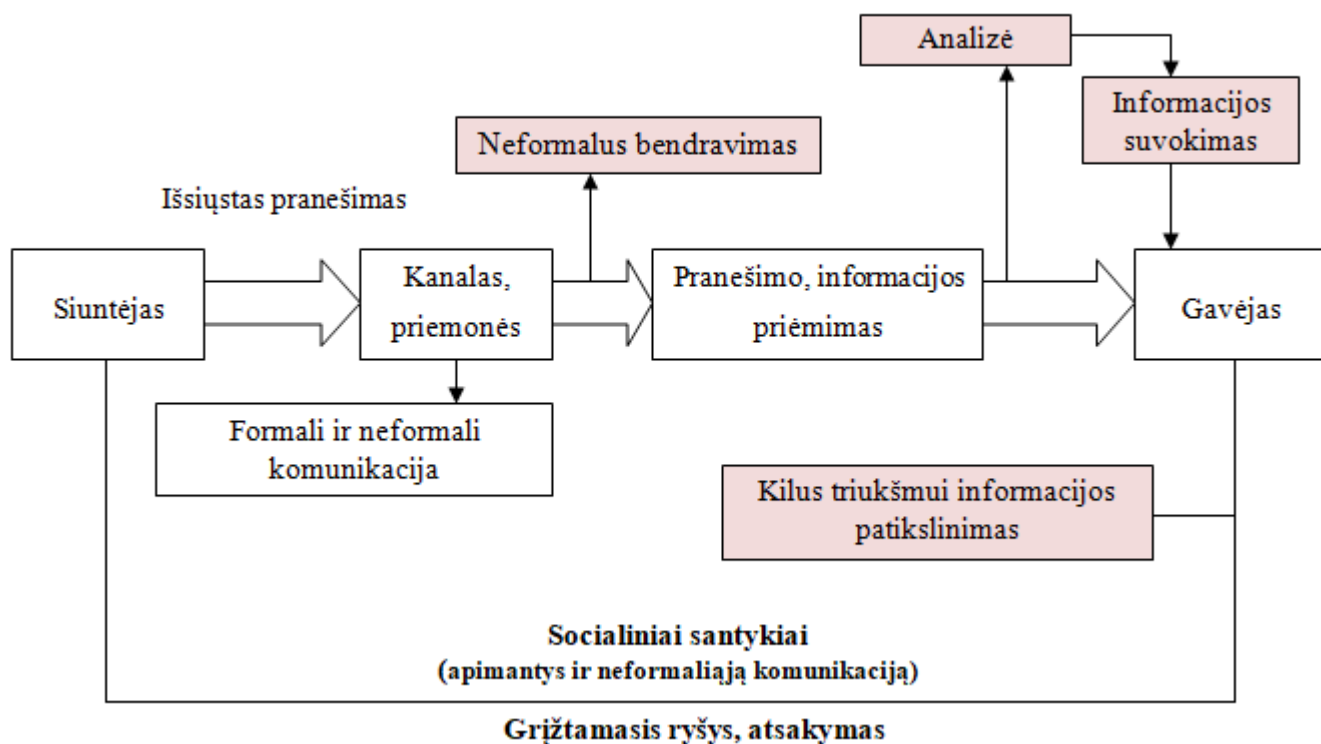 Analizė
Informacijos
suvokimas
Neformalus bendravimas
Išsiųstas pranešimas
Siuntėjas
Kanalas,
priemonės
Pranešimo, informacijos
priėmimas
Gavėjas
Formali ir neformali
komunikacija
Kilus triukšmui informacijos
patikslinimas
Socialiniai santykiai
(apimantys ir neformaliąją komunikaciją)
Grįžtamasis ryšys, atsakymas